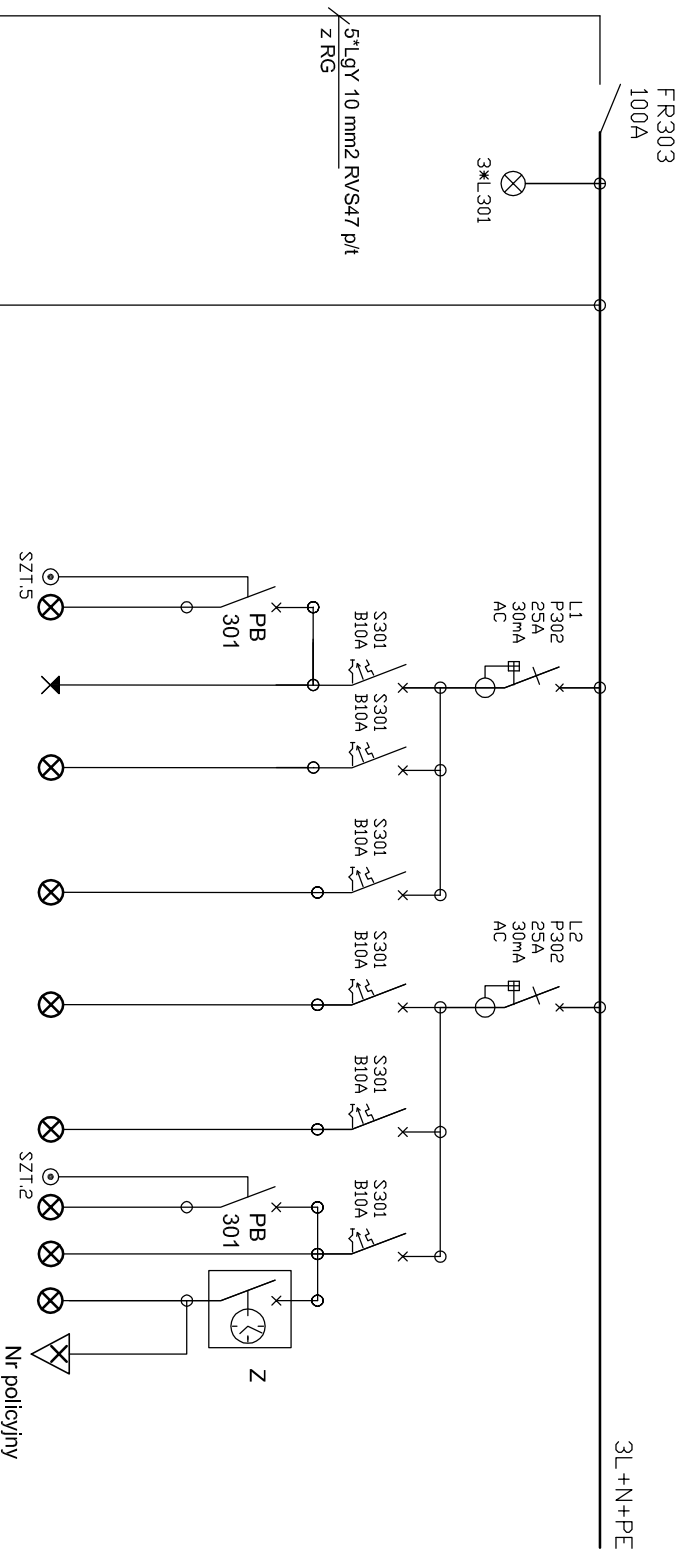 FR303
100A
3*L301
5*LgY 10 mm2 RVS47 p/t
z RG
3L+N+PE
L1
P302
25A
30mA
AC
L2
P302
25A
30mA
AC
S301
B10A
S301
B10A
S301
B10A
S301
B10A
S301
B10A
S301
B10A
PB
301
PB
301
Z
SZT.5
SZT.2
Nr policyjny